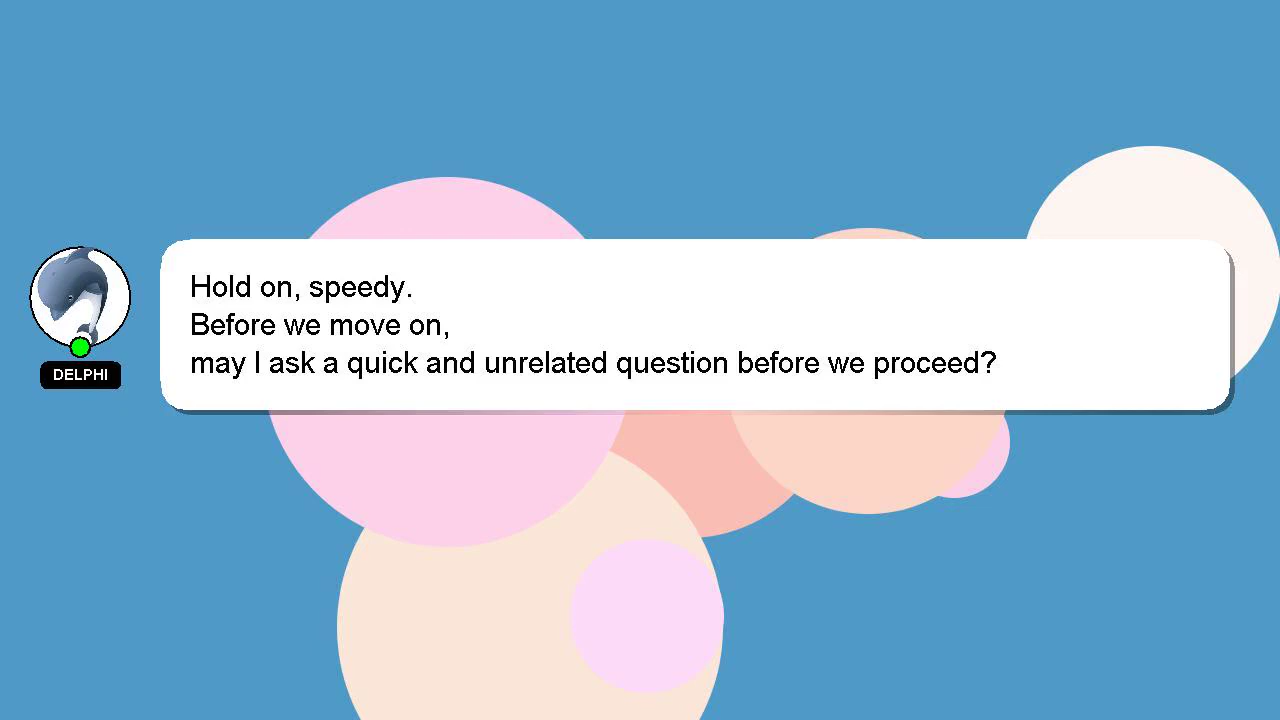 Hold on, speedy.
Before we move on,
may I ask a quick and unrelated question before we proceed?
DELPHI